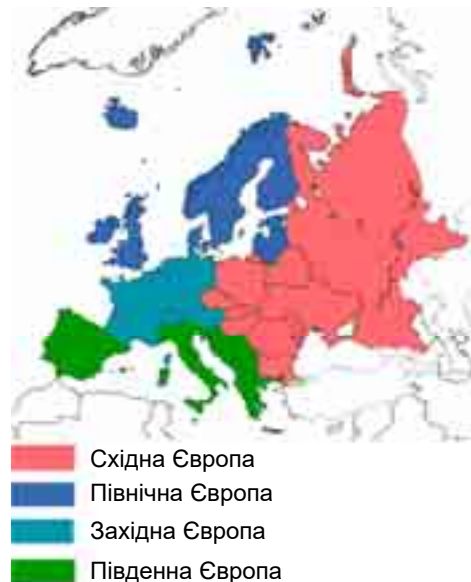 Східна Європа
Північна Європа
Західна Європа
Південна Європа